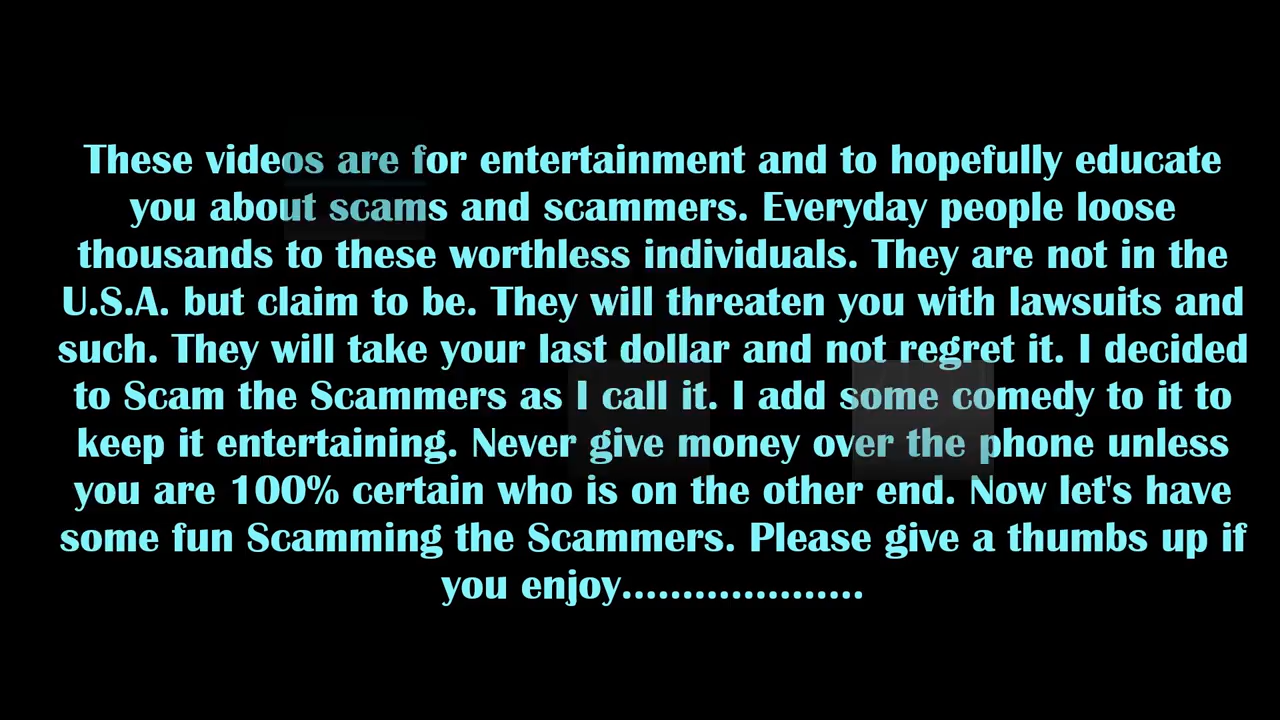 These videos are for entertainment and to hopefully educate
you about scams and scammers. Everyday people loose
thousands to these worthless individuals. They are not in the
U.S.A. but claim to be. They will threaten you with lawsuits and
such. They will take your last dollar and not regret it. I decided
to Scam the Scammers as I call it. I add some comedy to it to
keep it entertaining. Never give money over the phone unless
you are 100% certain who is on the other end. Now let's have
some fun Scamming the Scammers. Please give a thumbs up if
you enjoy....................